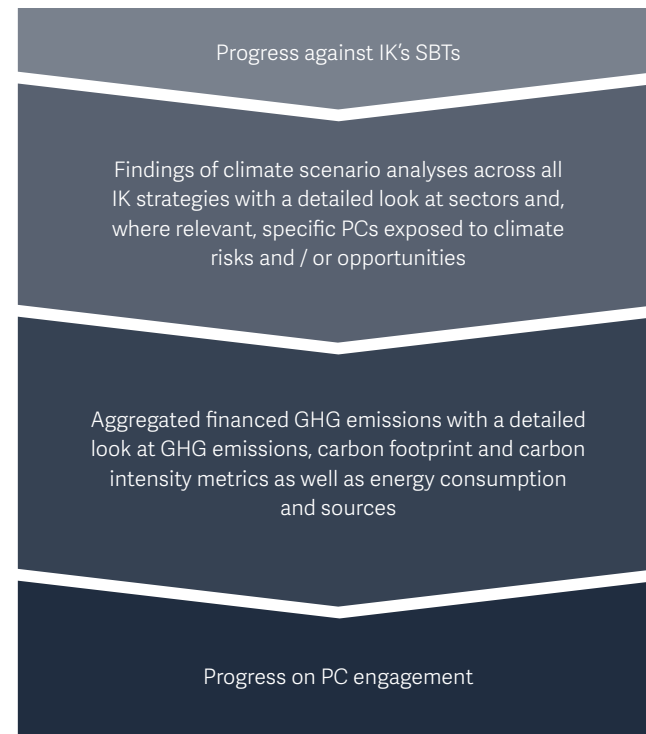 Progress against IK’s SBTs
Findings of climate scenario analyses across all
IK strategies with a detailed look at sectors and,
where relevant, specific PCs exposed to climate
risks and / or opportunities
Aggregated financed GHG emissions with a detailed
look at GHG emissions, carbon footprint and carbon
intensity metrics as well as energy consumption
and sources
Progress on PC engagement